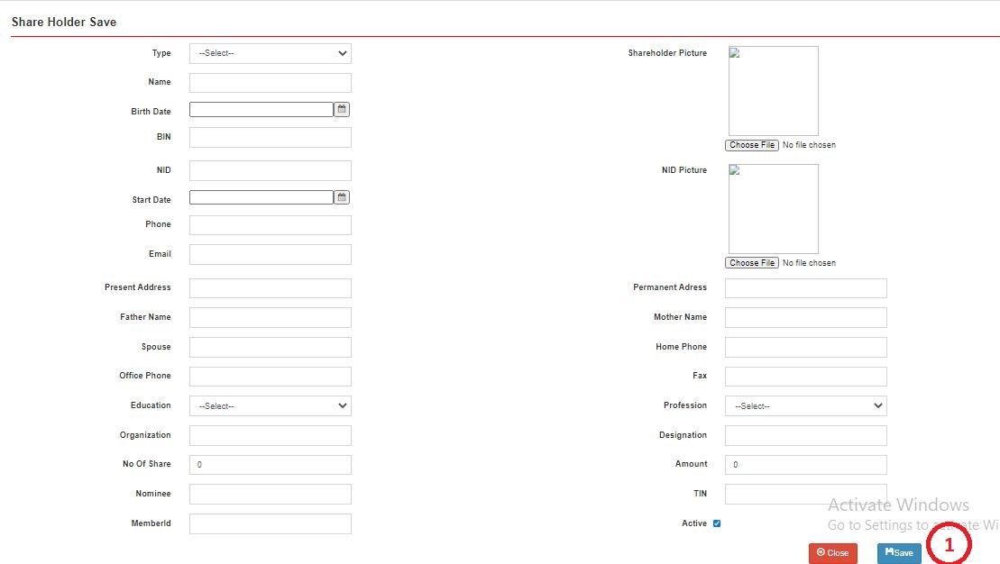 Share Holder Save
Type --Select-- Shareholder Picture
Name
Birth Date
BIN
Choose File No file chosen
NID NID Picture
Start Date
Phone
Email
Choose File No file chosen
Present Address Permanent Adress
Father Name Mother Name
Spouse Home Phone
Office Phone Fax
Education --Select-- Profession --Select--
Organization Designation
No Of Share 0 Amount 0
Nominee TIN
Activate Windows
MemberId Active Go to Settings to activate Wi
Close Save 1